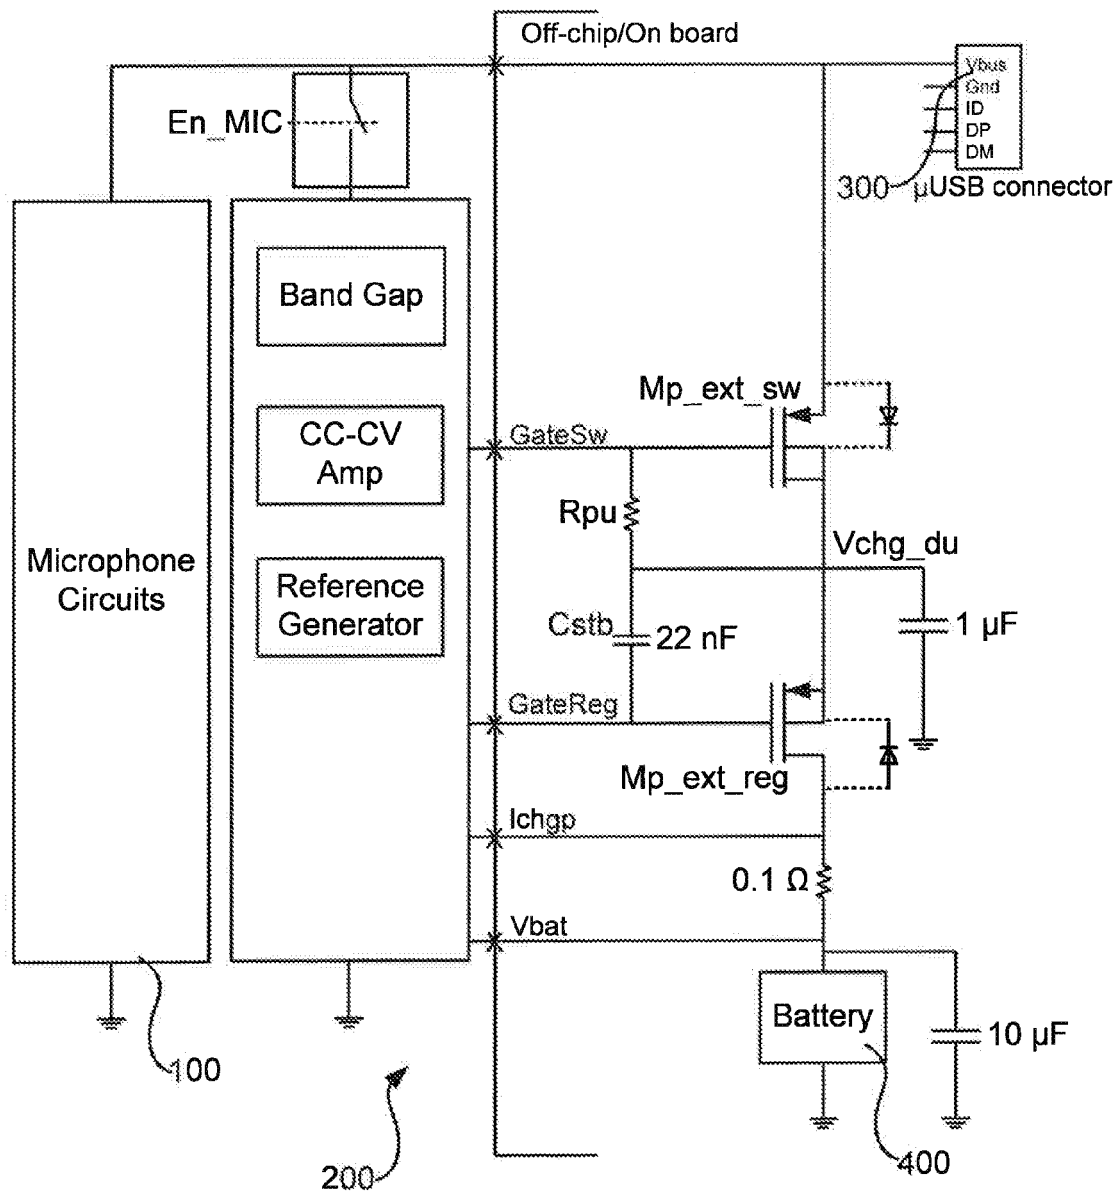 Off-chip/On board
Vbus
Gnd
ID
DP
DM
En_MIC
300
µUSB connector
Band Gap
Mp_ext_sw
CC-CV
Amp
GateSw
Rpu
Vchg_du
Microphone
Circuits
Reference
Generator
Cstb
22 nF
1 µF
GateReg
Mp_ext_reg
Ichgp
0.1 Ω
Vbat
Battery
10 µF
100
200
400